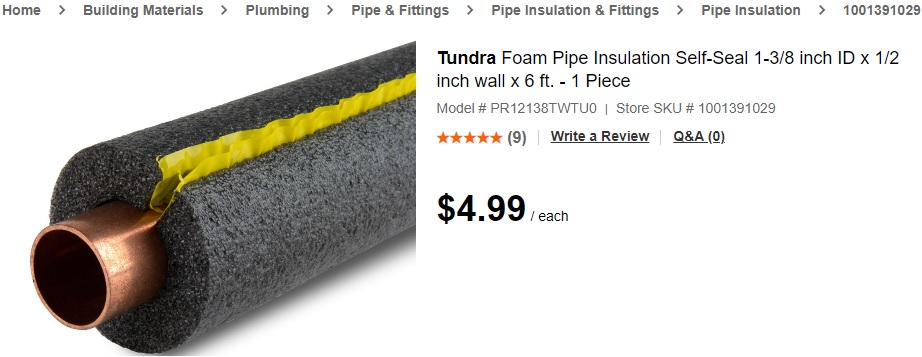 Home > Building Materials > Plumbing > Pipe & Fittings > Pipe Insulation & Fittings > Pipe Insulation > 1001391029
Tundra Foam Pipe Insulation Self-Seal 1-3/8 inch ID x 1/2
inch wall x 6 ft. - 1 Piece
Model # PR12138TWTU0 | Store SKU # 1001391029
★★★★★ (9) | Write a Review | Q&A (0)
$4.99 / each